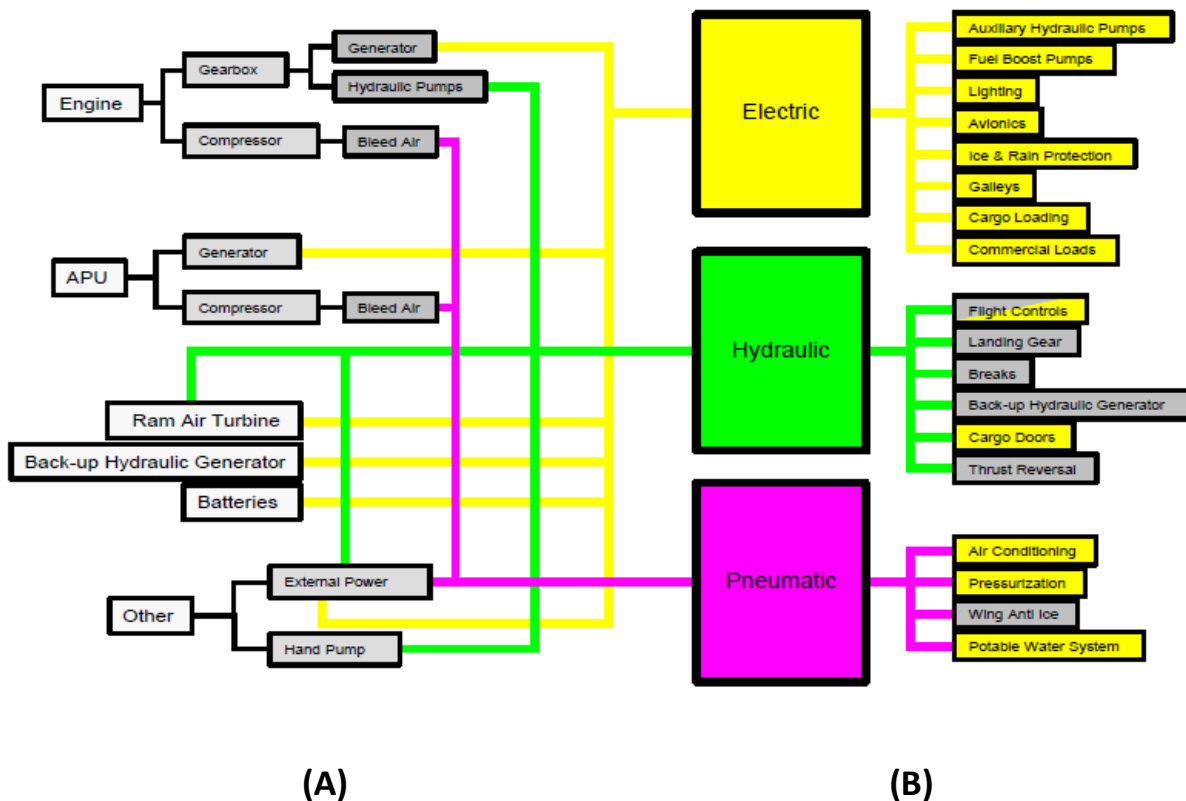 Engine
Gearbox
Generator
Hydraulic Pumps
Compressor
Bleed Air
APU
Generator
Compressor
Bleed Air
Ram Air Turbine
Back-up Hydraulic Generator
Batteries
Other
External Power
Hand Pump
Electric
Hydraulic
Pneumatic
Auxiliary Hydraulic Pumps
Fuel Boost Pumps
Lighting
Avionics
Ice & Rain Protection
Galleys
Cargo Loading
Commercial Loads
Flight Controls
Landing Gear
Breaks
Back-up Hydraulic Generator
Cargo Doors
Thrust Reversal
Air Conditioning
Pressurization
Wing Anti Ice
Potable Water System
(A)
(B)